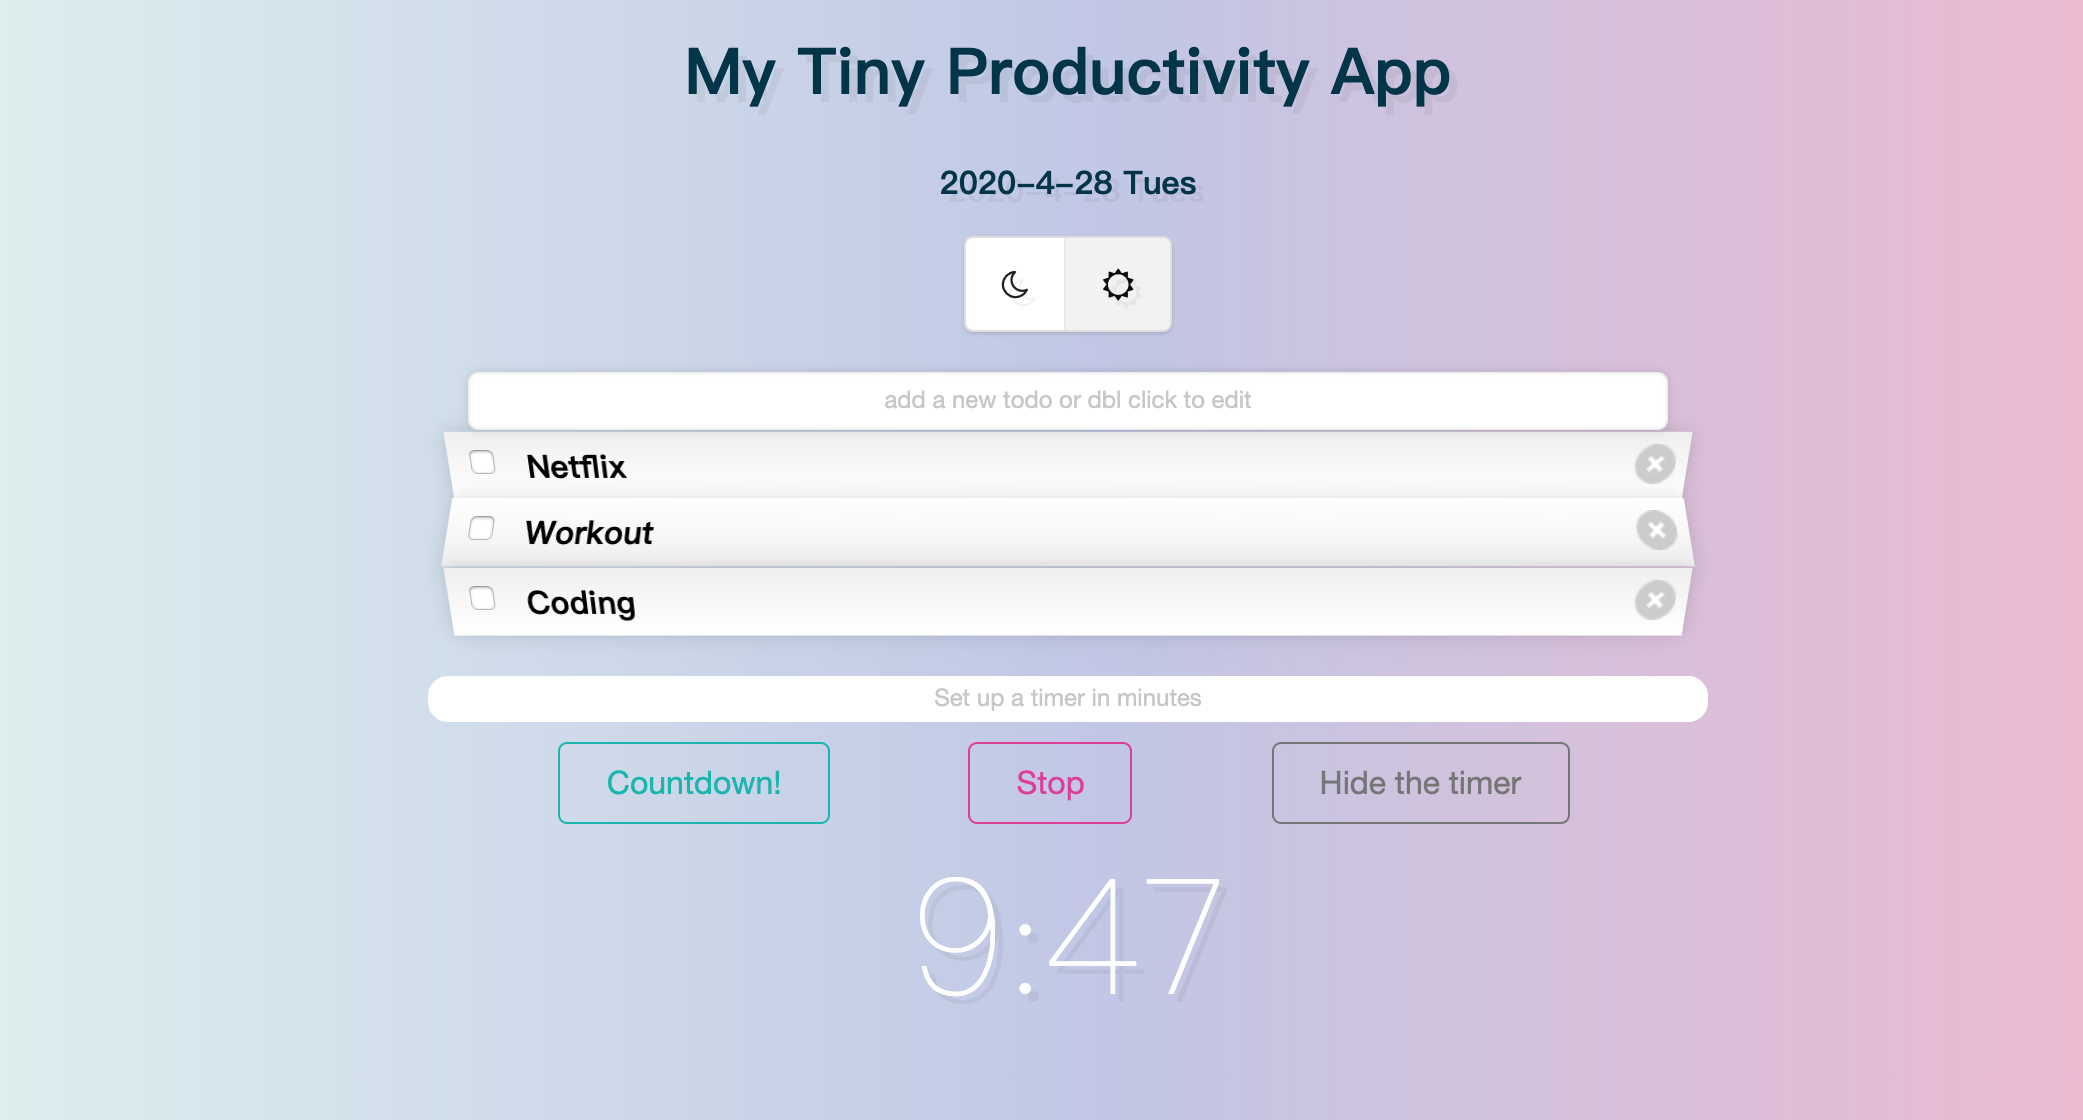 My Tiny Productivity App
2020-4-28 Tues
add a new todo or dbl click to edit
Netflix
Workout
Coding
Set up a timer in minutes
Countdown! Stop Hide the timer
9:47